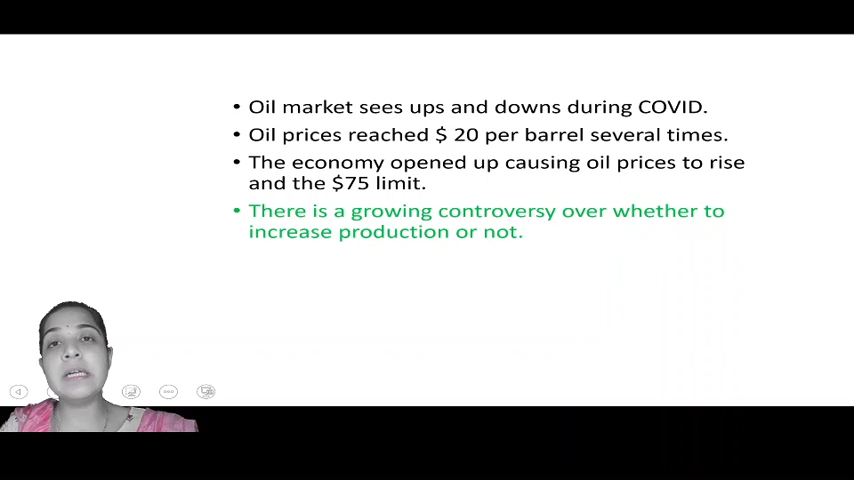 • Oil market sees ups and downs during COVID.
• Oil prices reached $ 20 per barrel several times.
• The economy opened up causing oil prices to rise
and the $75 limit.
• There is a growing controversy over whether to
increase production or not.